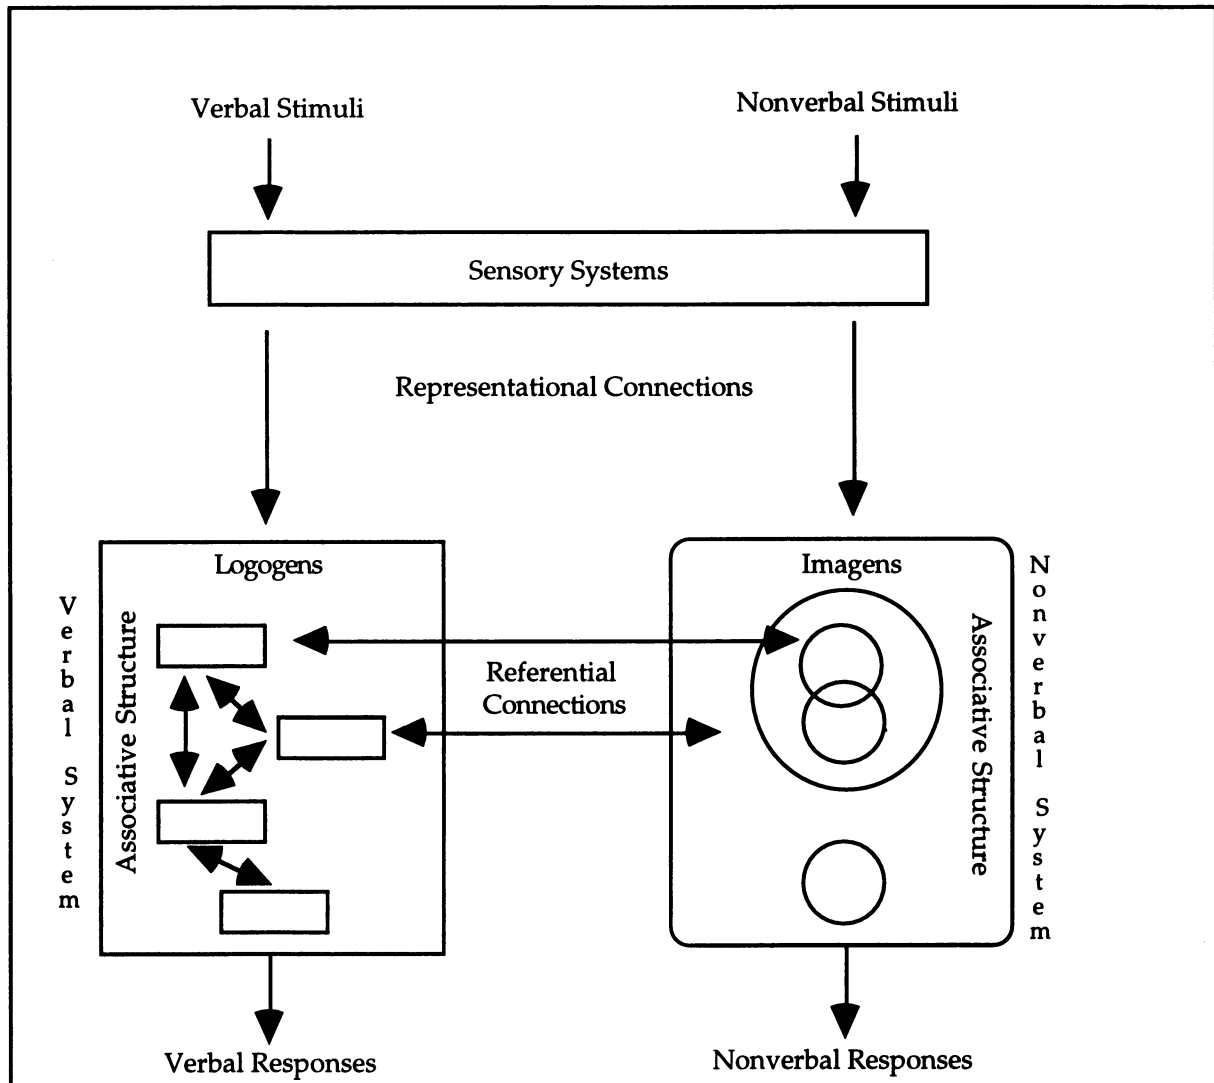 Verbal Stimuli
Nonverbal Stimuli
Sensory Systems
Representational Connections
Logogens
Imagens
Verbal System
Associative Structure
Referential
Connections
Associative Structure
Nonverbal System
Verbal Responses
Nonverbal Responses